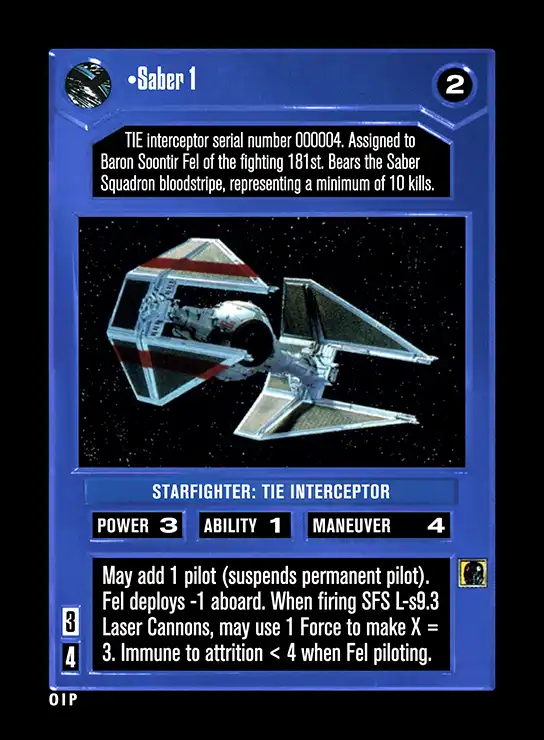 •Saber 1
2
TIE interceptor serial number 000004. Assigned to
Baron Soontir Fel of the fighting 181st. Bears the Saber
Squadron bloodstripe, representing a minimum of 10 kills.
STARFIGHTER: TIE INTERCEPTOR
POWER 3 ABILITY 1 MANEUVER 4
May add 1 pilot (suspends permanent pilot).
Fel deploys -1 aboard. When firing SFS L-s9.3
Laser Cannons, may use 1 Force to make X =
3. Immune to attrition < 4 when Fel piloting.
3
4
OIP